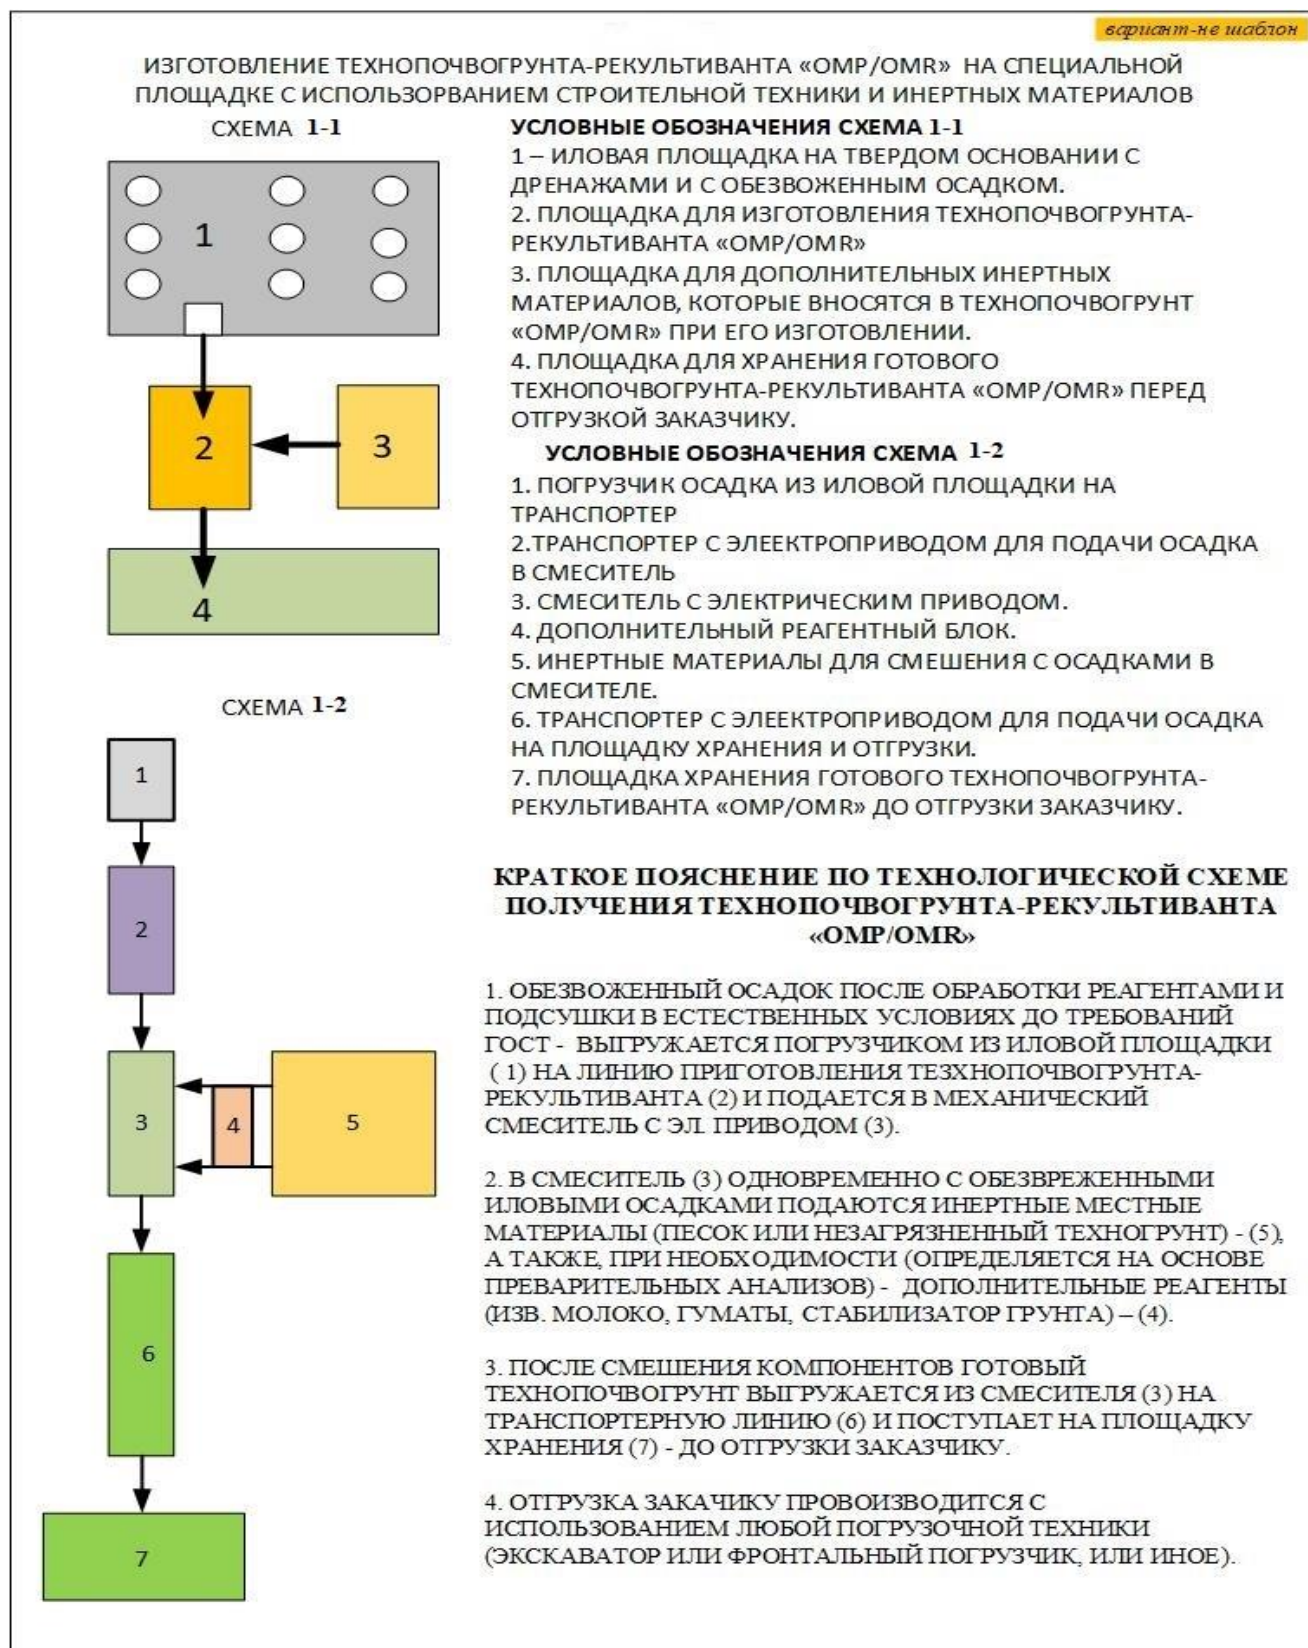 вариант-не шаблон
ИЗГОТОВЛЕНИЕ ТЕХНОПОЧВОГРУНТА-РЕКУЛЬТИВАНТА «OMP/OMR» НА СПЕЦИАЛЬНОЙ
ПЛОЩАДКЕ С ИСПОЛЬЗОРВАНИЕМ СТРОИТЕЛЬНОЙ ТЕХНИКИ И ИНЕРТНЫХ МАТЕРИАЛОВ
СХЕМА 1-1
1
2
3
4
УСЛОВНЫЕ ОБОЗНАЧЕНИЯ СХЕМА 1-1
1 – ИЛОВАЯ ПЛОЩАДКА НА ТВЕРДОМ ОСНОВАНИИ С
ДРЕНАЖАМИ И С ОБЕЗВОЖЕННЫМ ОСАДКОМ.
2. ПЛОЩАДКА ДЛЯ ИЗГОТОВЛЕНИЯ ТЕХНОПОЧВОГРУНТА-
РЕКУЛЬТИВАНТА «OMP/OMR»
3. ПЛОЩАДКА ДЛЯ ДОПОЛНИТЕЛЬНЫХ ИНЕРТНЫХ
МАТЕРИАЛОВ, КОТОРЫЕ ВНОСЯТСЯ В ТЕХНОПОЧВОГРУНТ
«OMP/OMR» ПРИ ЕГО ИЗГОТОВЛЕНИИ.
4. ПЛОЩАДКА ДЛЯ ХРАНЕНИЯ ГОТОВОГО
ТЕХНОПОЧВОГРУНТА-РЕКУЛЬТИВАНТА «OMP/OMR» ПЕРЕД
ОТГРУЗКОЙ ЗАКАЗЧИКУ.
УСЛОВНЫЕ ОБОЗНАЧЕНИЯ СХЕМА 1-2
1. ПОГРУЗЧИК ОСАДКА ИЗ ИЛОВОЙ ПЛОЩАДКИ НА
ТРАНСПОРТЕР
2.ТРАНСПОРТЕР С ЭЛЕЕКТРОПРИВОДОМ ДЛЯ ПОДАЧИ ОСАДКА
В СМЕСИТЕЛЬ
3. СМЕСИТЕЛЬ С ЭЛЕКТРИЧЕСКИМ ПРИВОДОМ.
4. ДОПОЛНИТЕЛЬНЫЙ РЕАГЕНТНЫЙ БЛОК.
5. ИНЕРТНЫЕ МАТЕРИАЛЫ ДЛЯ СМЕШЕНИЯ С ОСАДКАМИ В
СМЕСИТЕЛЕ.
6. ТРАНСПОРТЕР С ЭЛЕЕКТРОПРИВОДОМ ДЛЯ ПОДАЧИ ОСАДКА
НА ПЛОЩАДКУ ХРАНЕНИЯ И ОТГРУЗКИ.
7. ПЛОЩАДКА ХРАНЕНИЯ ГОТОВОГО ТЕХНОПОЧВОГРУНТА-
РЕКУЛЬТИВАНТА «OMP/OMR» ДО ОТГРУЗКИ ЗАКАЗЧИКУ.
СХЕМА 1-2
1
2
3
4
5
6
7
КРАТКОЕ ПОЯСНЕНИЕ ПО ТЕХНОЛОГИЧЕСКОЙ СХЕМЕ
ПОЛУЧЕНИЯ ТЕХНОПОЧВОГРУНТА-РЕКУЛЬТИВАНТА
«OMP/OMR»
1. ОБЕЗВОЖЕННЫЙ ОСАДОК ПОСЛЕ ОБРАБОТКИ РЕАГЕНТАМИ И
ПОДСУШКИ В ЕСТЕСТВЕННЫХ УСЛОВИЯХ ДО ТРЕБОВАНИЙ
ГОСТ - ВЫГРУЖАЕТСЯ ПОГРУЗЧИКОМ ИЗ ИЛОВОЙ ПЛОЩАДКИ
( 1) НА ЛИНИЮ ПРИГОТОВЛЕНИЯ ТЕЗХНОПОЧВОГРУНТА-
РЕКУЛЬТИВАНТА (2) И ПОДАЕТСЯ В МЕХАНИЧЕСКИЙ
СМЕСИТЕЛЬ С ЭЛ. ПРИВОДОМ (3).
2. В СМЕСИТЕЛЬ (3) ОДНОВРЕМЕННО С ОБЕЗВРЕЖЕННЫМИ
ИЛОВЫМИ ОСАДКАМИ ПОДАЮТСЯ ИНЕРТНЫЕ МЕСТНЫЕ
МАТЕРИАЛЫ (ПЕСОК ИЛИ НЕЗАГРЯЗНЕННЫЙ ТЕХНОГРУНТ) - (5),
А ТАКЖЕ, ПРИ НЕОБХОДИМОСТИ (ОПРЕДЕЛЯЕТСЯ НА ОСНОВЕ
ПРЕВАРИТЕЛЬНЫХ АНАЛИЗОВ) - ДОПОЛНИТЕЛЬНЫЕ РЕАГЕНТЫ
(ИЗВ. МОЛОКО, ГУМАТЫ, СТАБИЛИЗАТОР ГРУНТА) – (4).
3. ПОСЛЕ СМЕШЕНИЯ КОМПОНЕНТОВ ГОТОВЫЙ
ТЕХНОПОЧВОГРУНТ ВЫГРУЖАЕТСЯ ИЗ СМЕСИТЕЛЯ (3) НА
ТРАНСПОРТЕРНУЮ ЛИНИЮ (6) И ПОСТУПАЕТ НА ПЛОЩАДКУ
ХРАНЕНИЯ (7) - ДО ОТГРУЗКИ ЗАКАЗЧИКУ.
4. ОТГРУЗКА ЗАКАЧИКУ ПРОВОИЗВОДИТСЯ С
ИСПОЛЬЗОВАНИЕМ ЛЮБОЙ ПОГРУЗОЧНОЙ ТЕХНИКИ
(ЭКСКАВАТОР ИЛИ ФРОНТАЛЬНЫЙ ПОГРУЗЧИК, ИЛИ ИНОЕ).